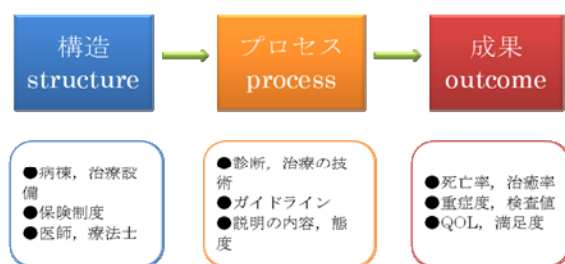 構造
structure
プロセス
process
成果
outcome
●病棟，治療設
備
●保険制度
●医師，療法士
●診断，治療の技
術
●ガイドライン
●説明の内容，態
度
●死亡率，治癒率
●重症度，検査値
●QOL，満足度